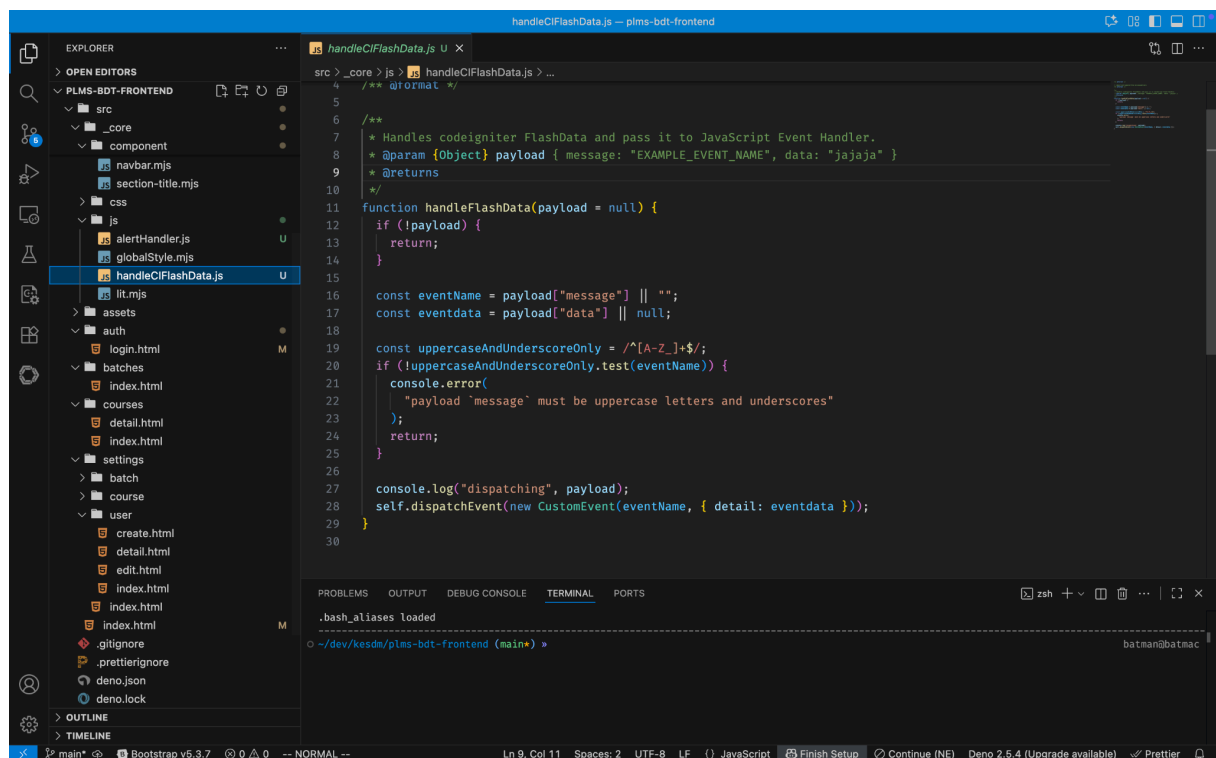 handleCIFlashData.js — plms-bdt-frontend
EXPLORER
OPEN EDITORS
PLMS-BDT-FRONTEND
src
_core
component
navbar.mjs
section-title.mjs
css
js
alertHandler.js U
globalStyle.mjs
handleCIFlashData.js U
lit.mjs
assets
auth
login.html M
batches
index.html
courses
detail.html
index.html
settings
batch
course
user
create.html
detail.html
edit.html
index.html
index.html
index.html M
.gitignore
.prettierignore
deno.json
deno.lock
OUTLINE
TIMELINE
6
JS handleCIFlashData.js U
src > _core > js > JS handleCIFlashData.js > ...
4 /** @format */
5
6 /**
7 * Handles codeigniter FlashData and pass it to JavaScript Event Handler.
8 * @param {Object} payload { message: "EXAMPLE_EVENT_NAME", data: "jajaja" }
9 * @returns
10 */
11 function handleFlashData(payload = null) {
12 if (!payload) {
13 return;
14 }
15
16 const eventName = payload["message"] || "";
17 const eventdata = payload["data"] || null;
18
19 const uppercaseAndUnderscoreOnly = /^[A-Z_]+$/;
20 if (!uppercaseAndUnderscoreOnly.test(eventName)) {
21 console.error(
22 "payload `message` must be uppercase letters and underscores"
23 );
24 return;
25 }
26
27 console.log("dispatching", payload);
28 self.dispatchEvent(new CustomEvent(eventName, { detail: eventdata }));
29 }
30
PROBLEMS OUTPUT DEBUG CONSOLE TERMINAL PORTS
zsh
.bash_aliases loaded
~/dev/kesdm/plms-bdt-frontend (main*) » batman@batmac
main* Bootstrap v5.3.7 0 0 -- NORMAL -- Ln 9, Col 11 Spaces: 2 UTF-8 LF {} JavaScript Finish Setup Continue (NE) Deno 2.5.4 (Upgrade available) Prettier